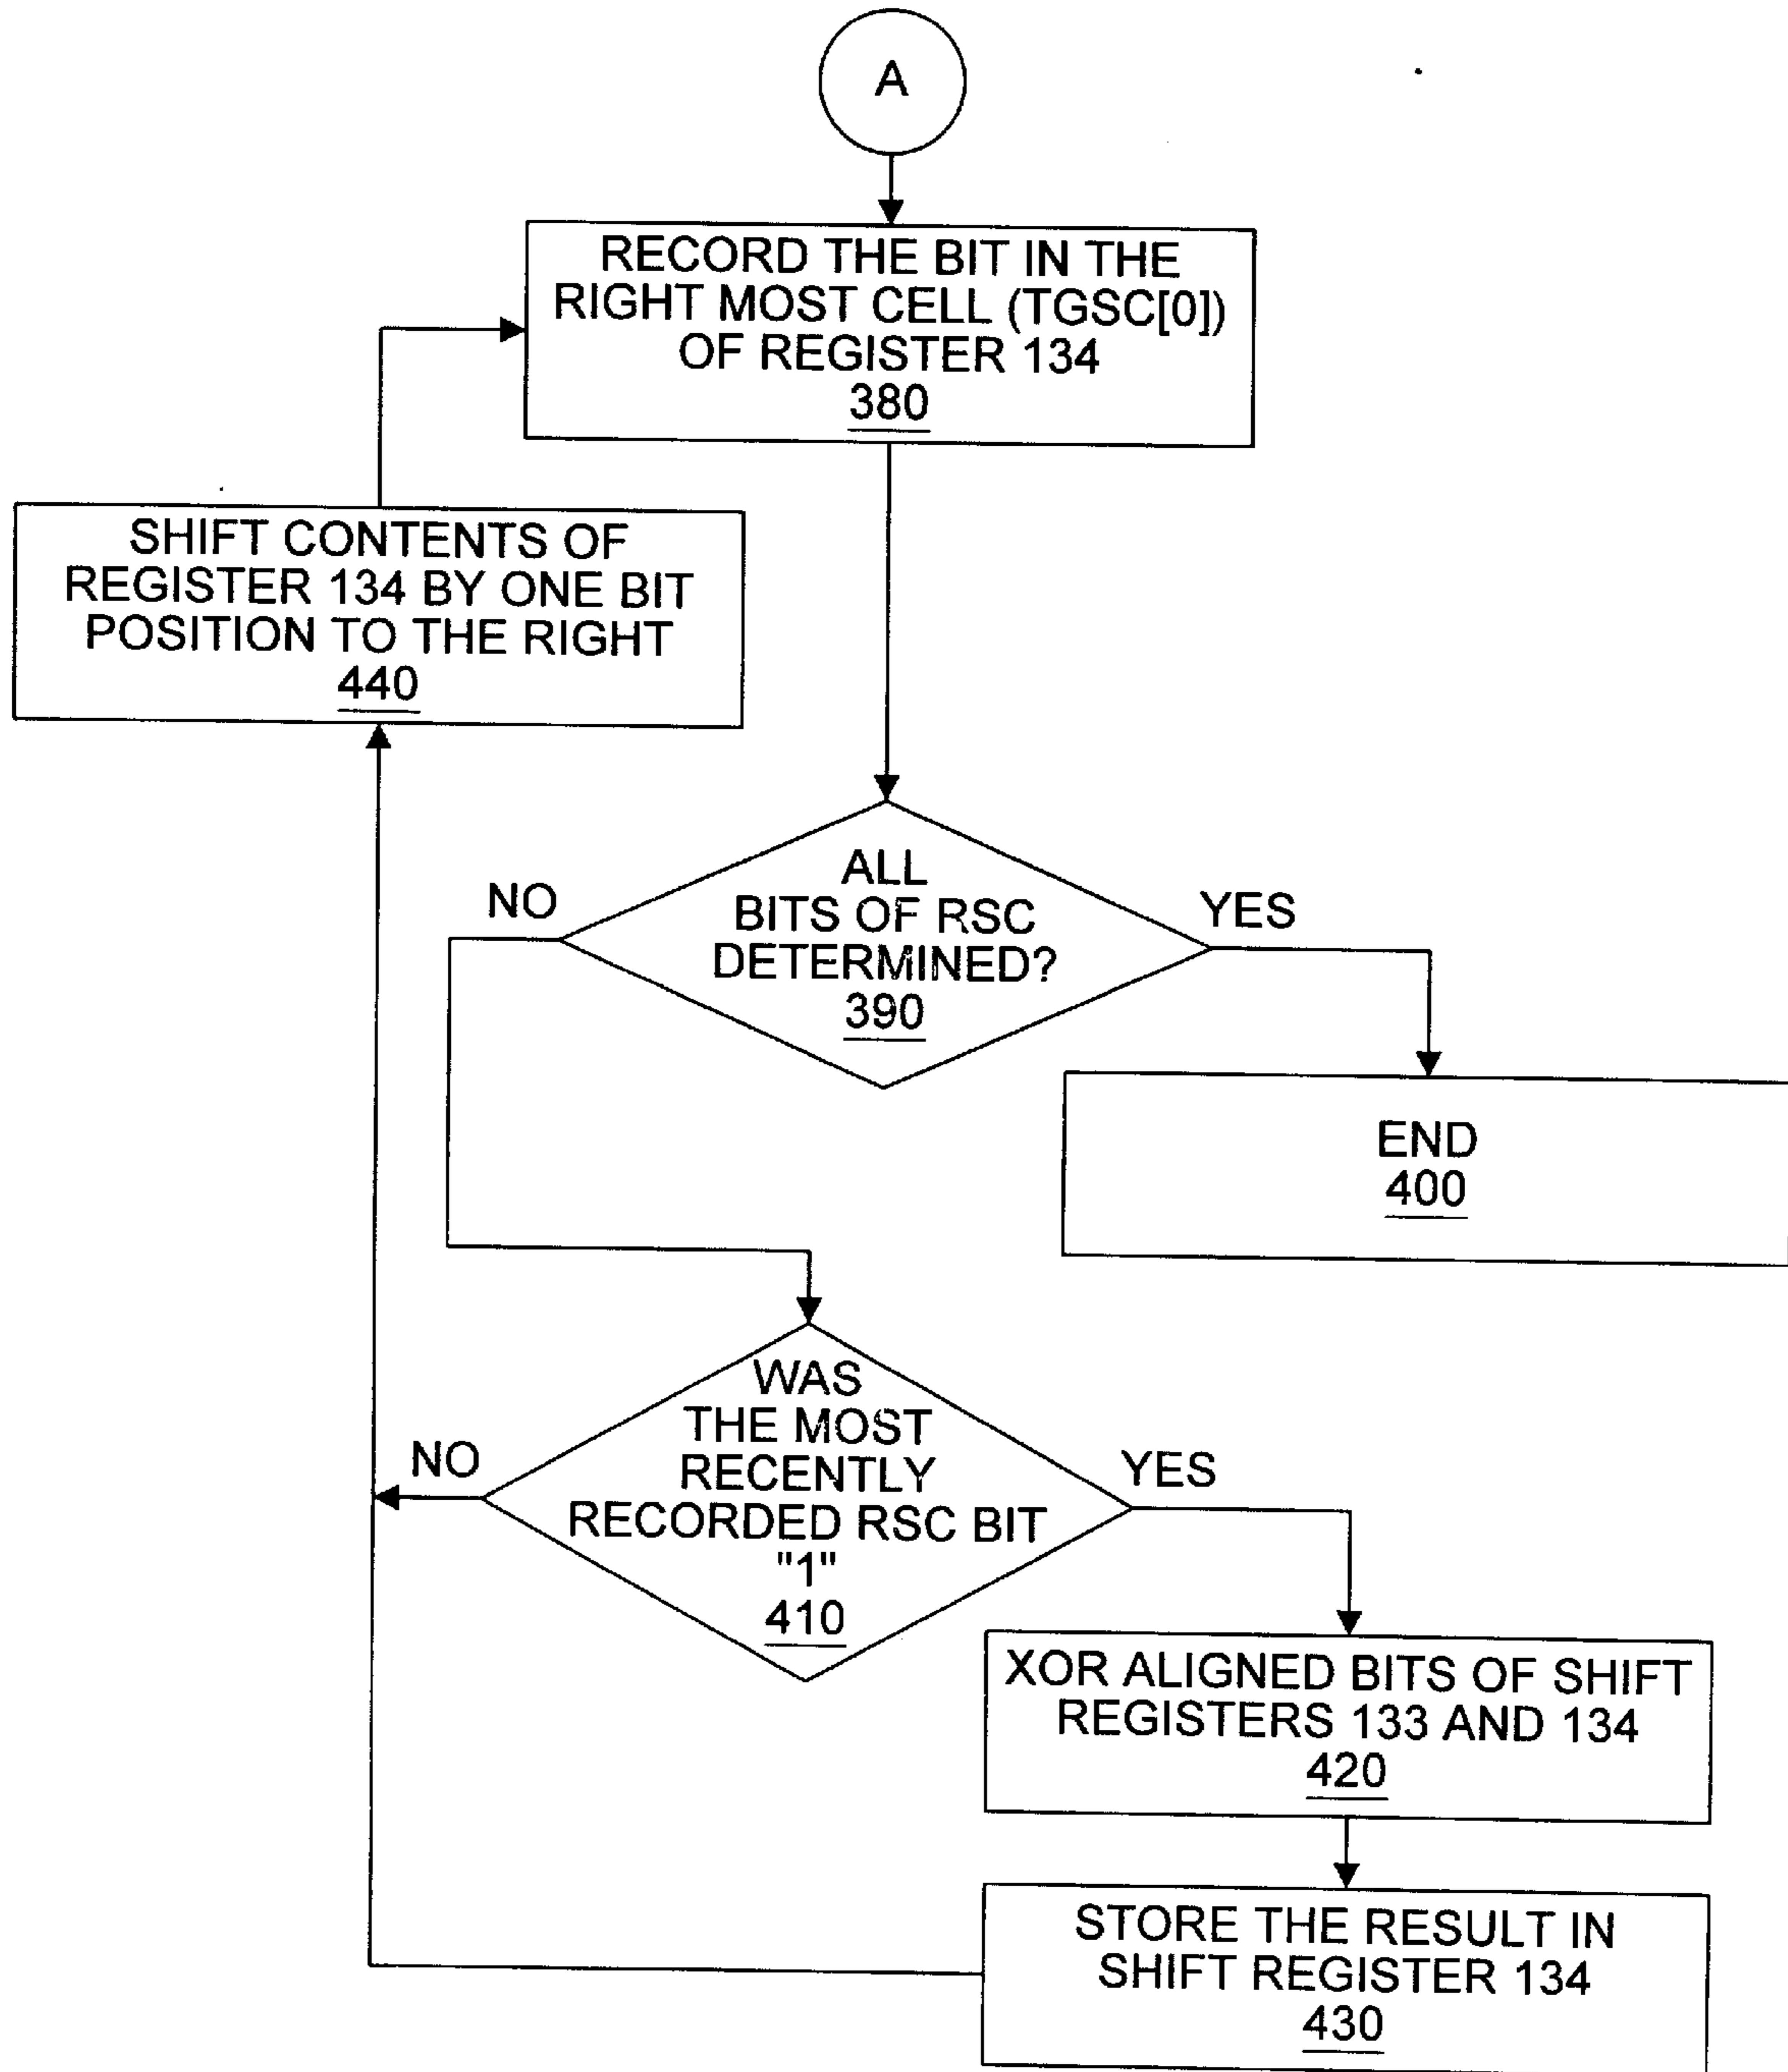 A
RECORD THE BIT IN THE
RIGHT MOST CELL (TGSC[0])
OF REGISTER 134
380
SHIFT CONTENTS OF
REGISTER 134 BY ONE BIT
POSITION TO THE RIGHT
440
ALL
BITS OF RSC
DETERMINED?
390
NO
YES
END
400
WAS
THE MOST
RECENTLY
RECORDED RSC BIT
"1"
410
NO
YES
XOR ALIGNED BITS OF SHIFT
REGISTERS 133 AND 134
420
STORE THE RESULT IN
SHIFT REGISTER 134
430